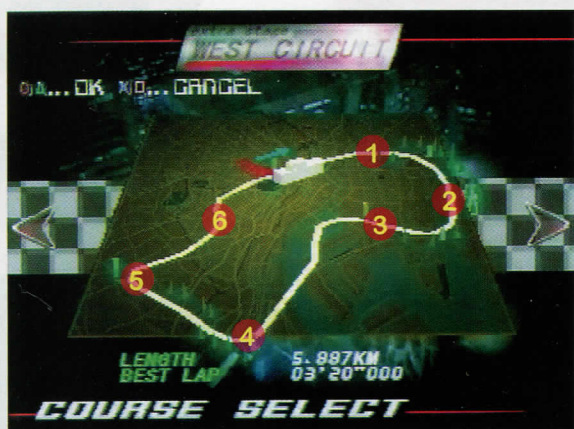 WEST CIRCUIT
... OK ... CANCEL
1
2
3
6
5
4
LENGTH 5.887KM
BEST LAP 03'20"000
COURSE SELECT